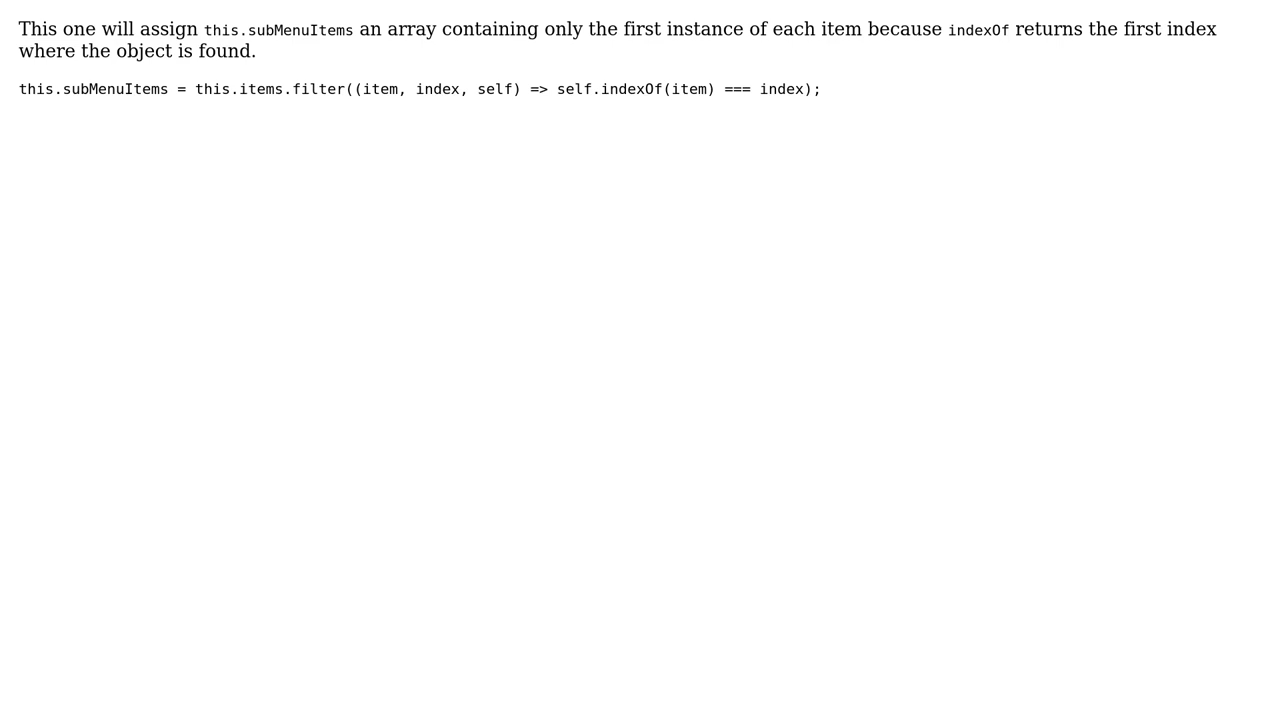 This one will assign this.subMenuItems an array containing only the first instance of each item because indexOf returns the first index
where the object is found.
this.subMenuItems = this.items.filter((item, index, self) => self.indexOf(item) === index);